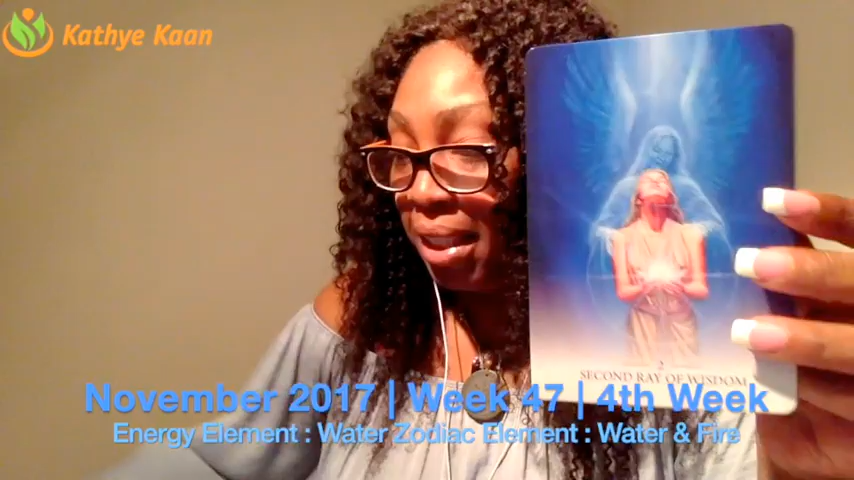 Kathye Kaan
2
SECOND RAY OF WISDOM
November 2017 | Week 47 | 4th Week
Energy Element : Water Zodiac Element : Water & Fire